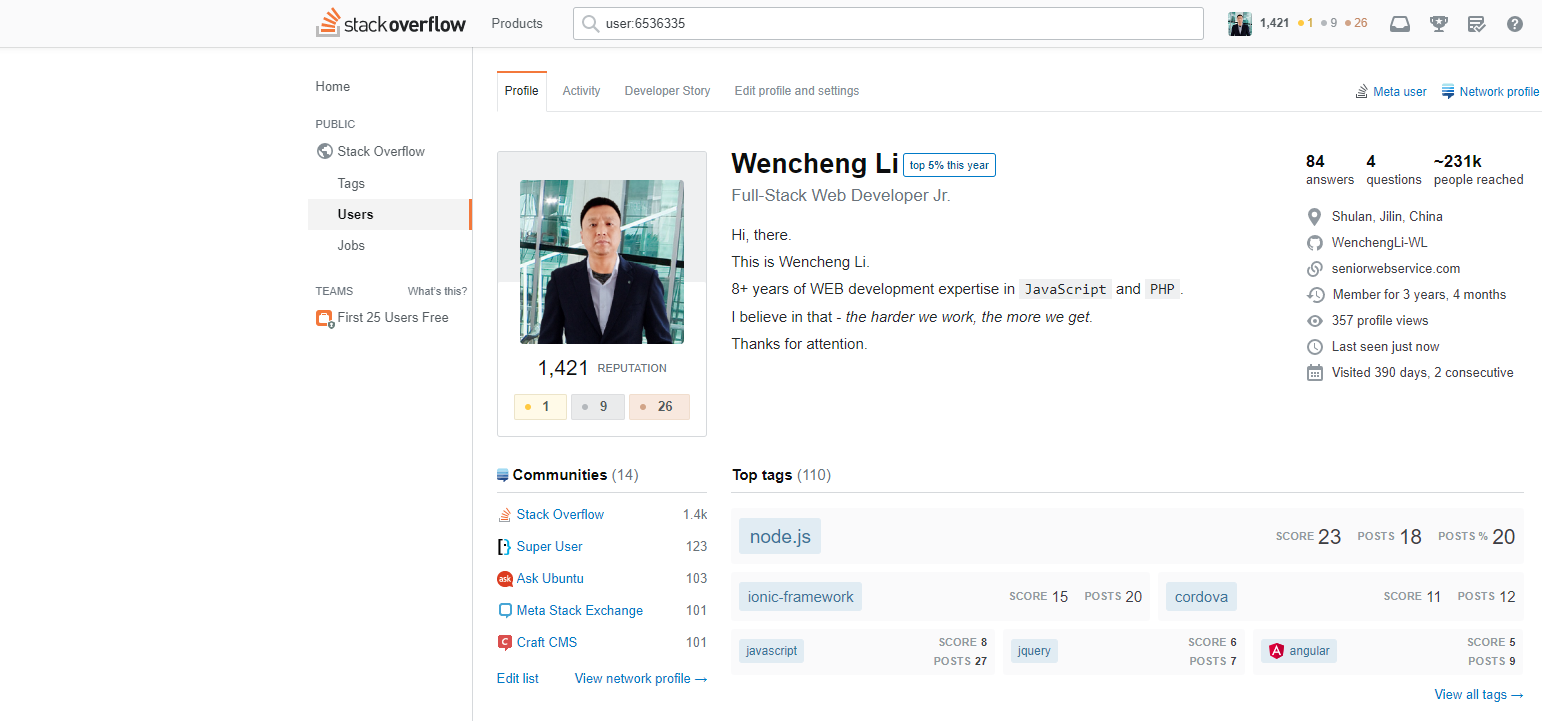 stackoverflow Products user:6536335 1,421 1 9 26
Home
PUBLIC
Stack Overflow
Tags
Users
Jobs
TEAMS What's this?
First 25 Users Free
Profile Activity Developer Story Edit profile and settings Meta user Network profile
1,421 REPUTATION
1 9 26
Wencheng Li top 5% this year
Full-Stack Web Developer Jr.
Hi, there.
This is Wencheng Li.
8+ years of WEB development expertise in JavaScript and PHP.
I believe in that - the harder we work, the more we get.
Thanks for attention.
84 4 ~231k
answers questions people reached
Shulan, Jilin, China
WenchengLi-WL
seniorwebservice.com
Member for 3 years, 4 months
357 profile views
Last seen just now
Visited 390 days, 2 consecutive
Communities (14)
Stack Overflow 1.4k
Super User 123
ask Ask Ubuntu 103
Meta Stack Exchange 101
C Craft CMS 101
Edit list View network profile →
Top tags (110)
node.js SCORE 23 POSTS 18 POSTS % 20
ionic-framework SCORE 15 POSTS 20 cordova SCORE 11 POSTS 12
javascript SCORE 8 POSTS 27 jquery SCORE 6 POSTS 7 A angular SCORE 5 POSTS 9
View all tags →